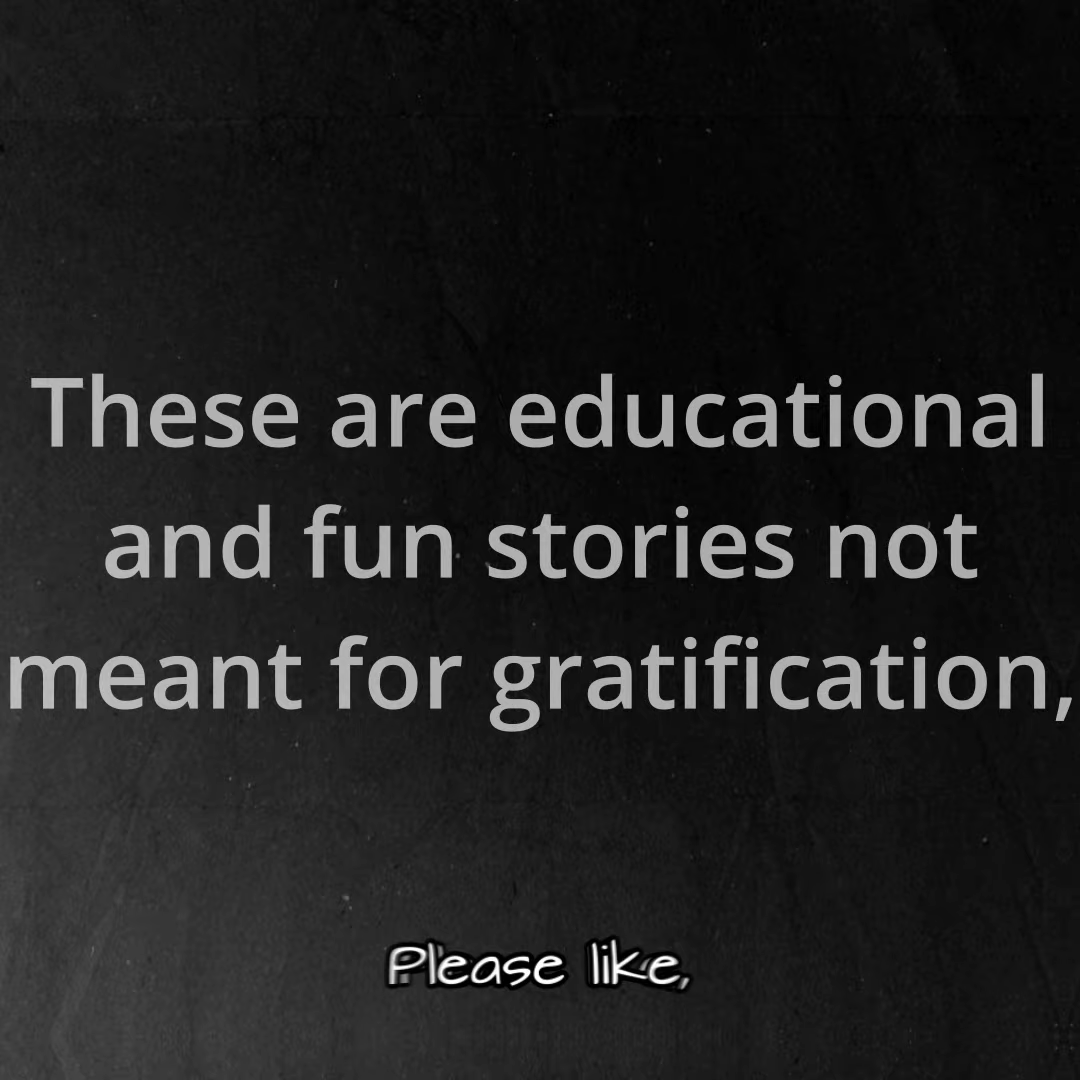 These are educational
and fun stories not
meant for gratification,
Please like,